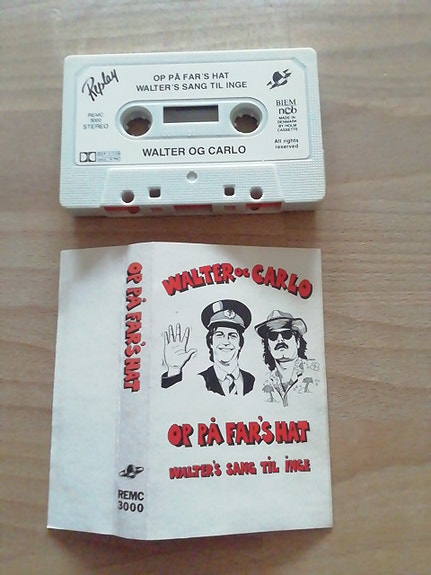 Replay
OP PÅ FAR'S HAT
WALTER'S SANG TIL INGE
REMC
3000
STEREO
BIEM
ncb
MADE IN
DENMARK
BY HOLM
CASSETTE
All rights
reserved
WALTER OG CARLO
WALTER OG CARLO
OP PÅ FAR'S HAT
WALTER'S SANG TIL INGE
OP PÅ FAR'S HAT
REMC
3000